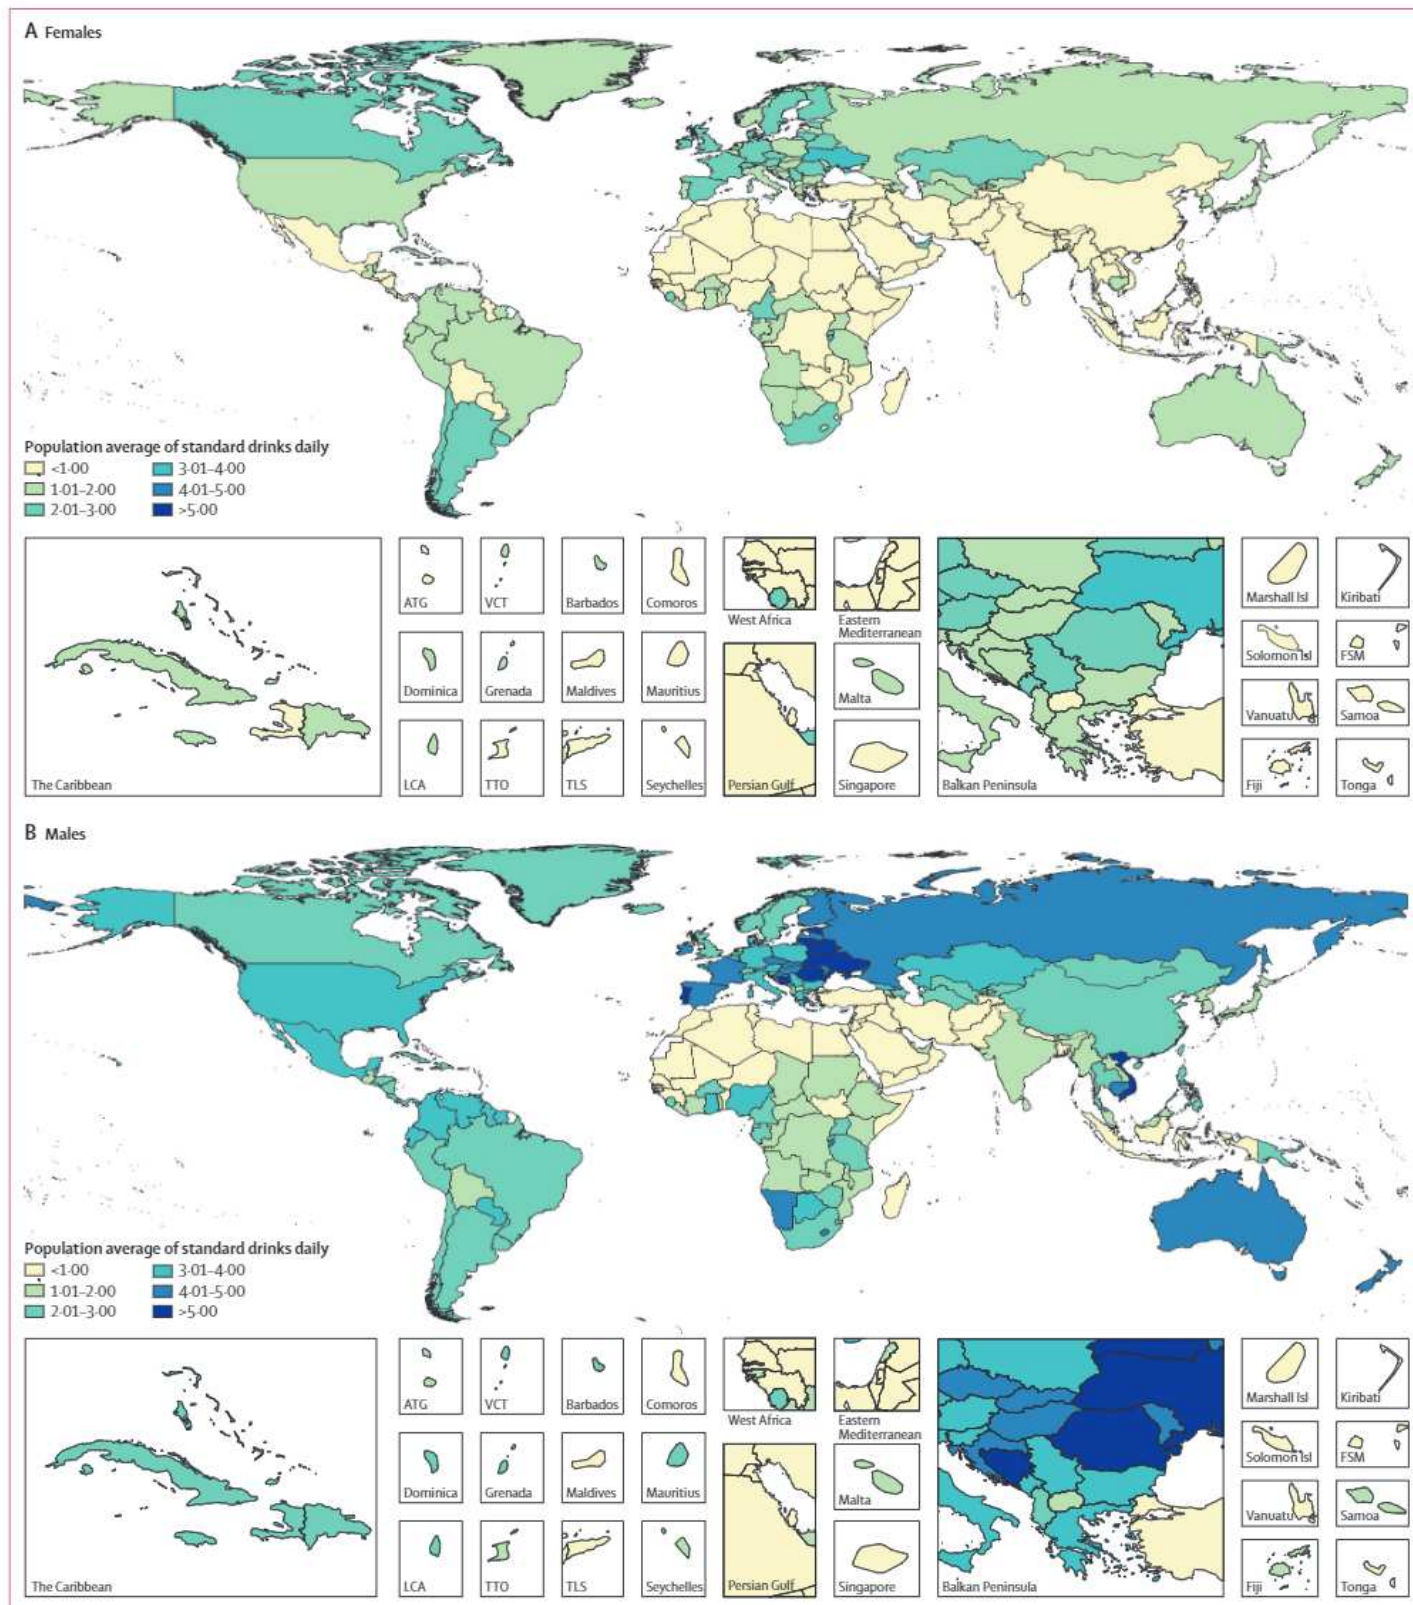 A Females
Population average of standard drinks daily
<1·00
3·01–4·00
1·01–2·00
4·01–5·00
2·01–3·00
>5·00
The Caribbean
ATG
VCT
Barbados
Comoros
West Africa
Eastern
Mediterranean
Marshall Isl
Kiribati
Dominica
Grenada
Maldives
Mauritius
Malta
Solomon Isl
FSM
Vanuatu
Samoa
LCA
TTO
TLS
Seychelles
Persian Gulf
Singapore
Balkan Peninsula
Fiji
Tonga
B Males
Population average of standard drinks daily
<1·00
3·01–4·00
1·01–2·00
4·01–5·00
2·01–3·00
>5·00
The Caribbean
ATG
VCT
Barbados
Comoros
West Africa
Eastern
Mediterranean
Marshall Isl
Kiribati
Dominica
Grenada
Maldives
Mauritius
Malta
Solomon Isl
FSM
Vanuatu
Samoa
LCA
TTO
TLS
Seychelles
Persian Gulf
Singapore
Balkan Peninsula
Fiji
Tonga